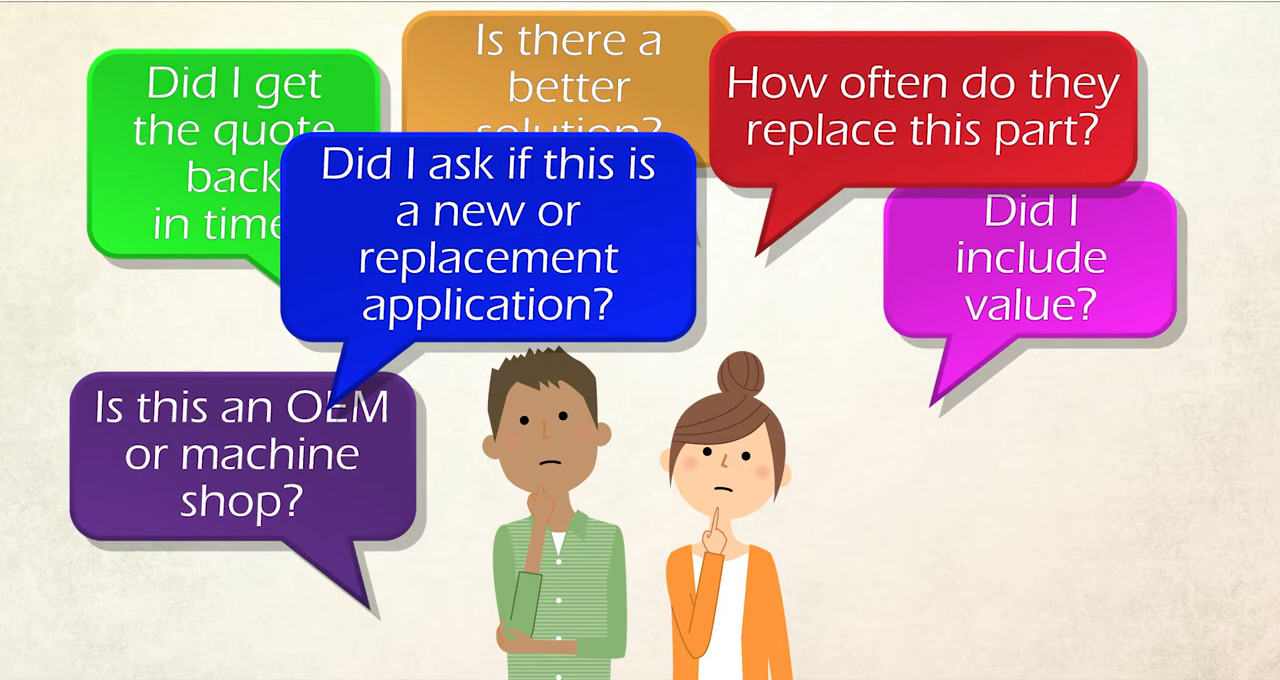 Did I get
the quote
back
in time
Is there a
better
solution?
How often do they
replace this part?
Did I ask if this is
a new or
replacement
application?
Did I
include
value?
Is this an OEM
or machine
shop?